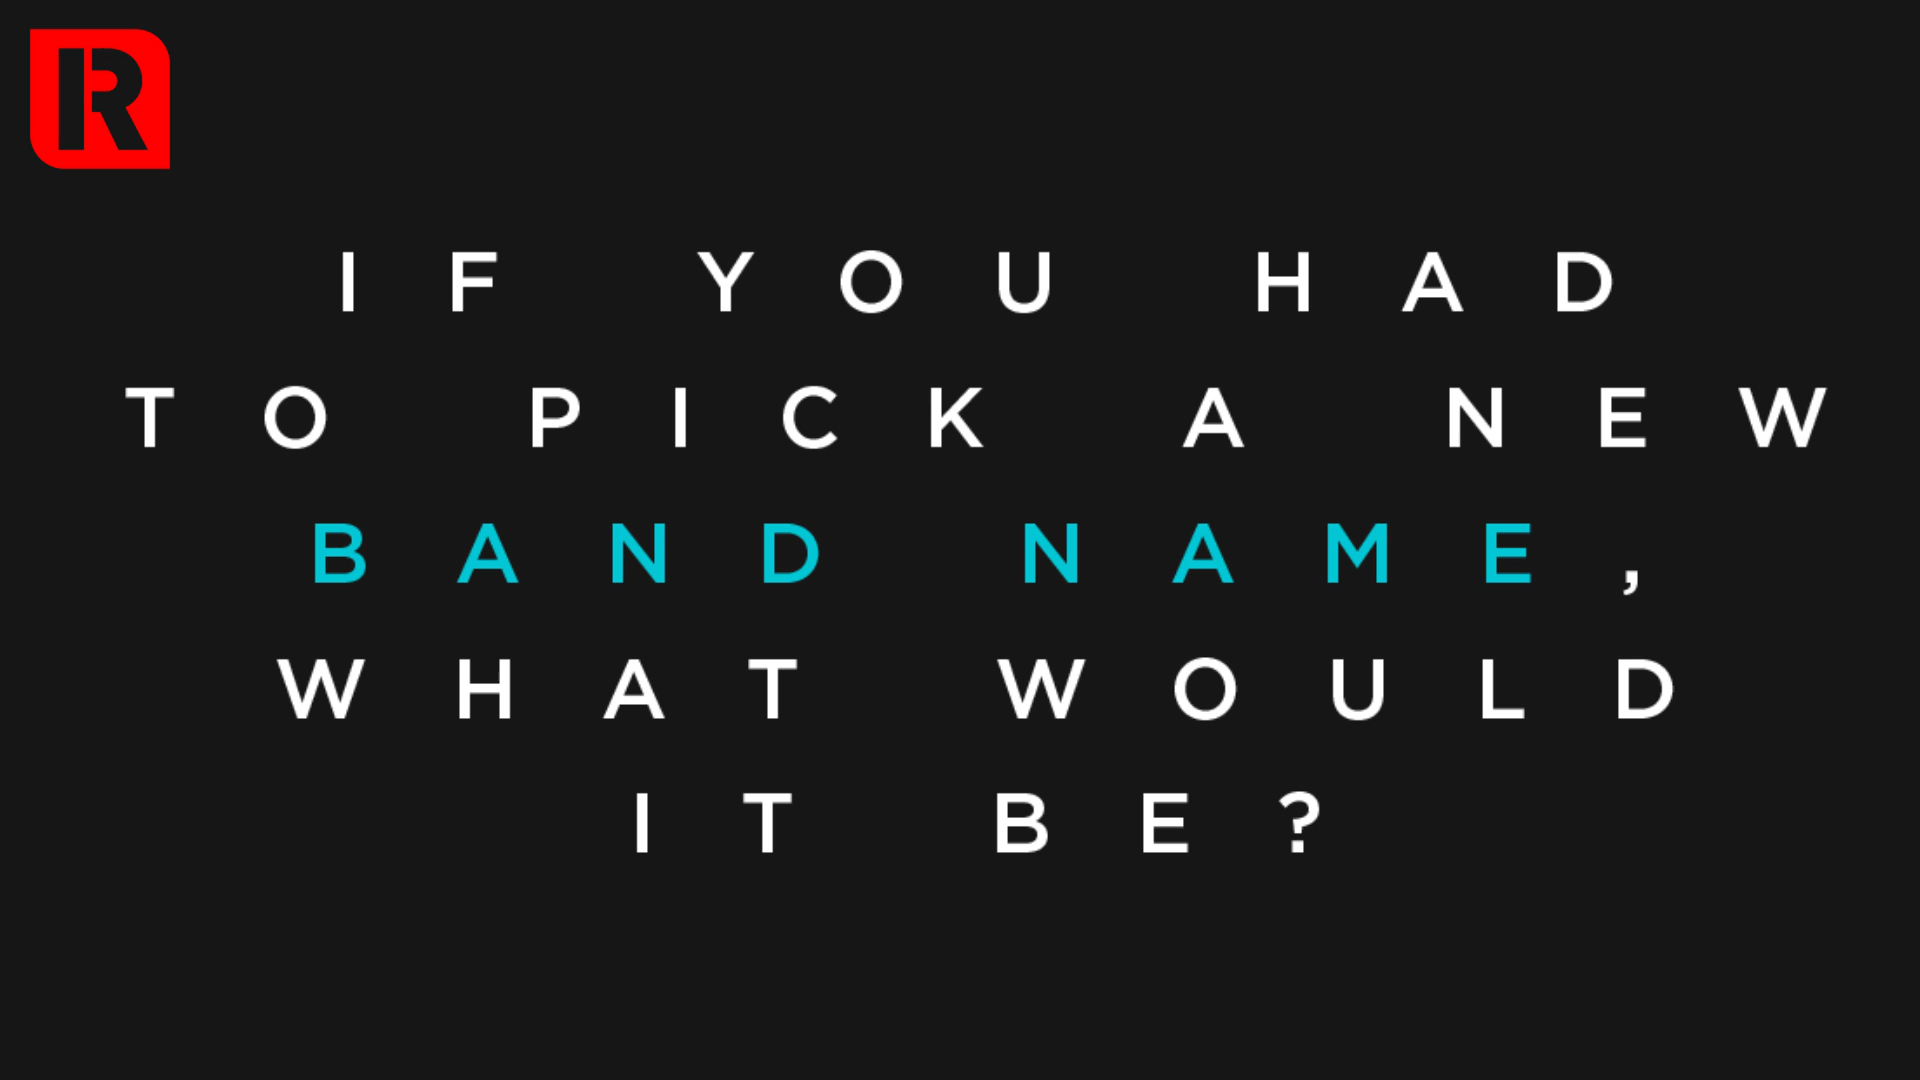 R
IF YOU HAD
TO PICK A NEW
BAND NAME,
WHAT WOULD
IT BE?